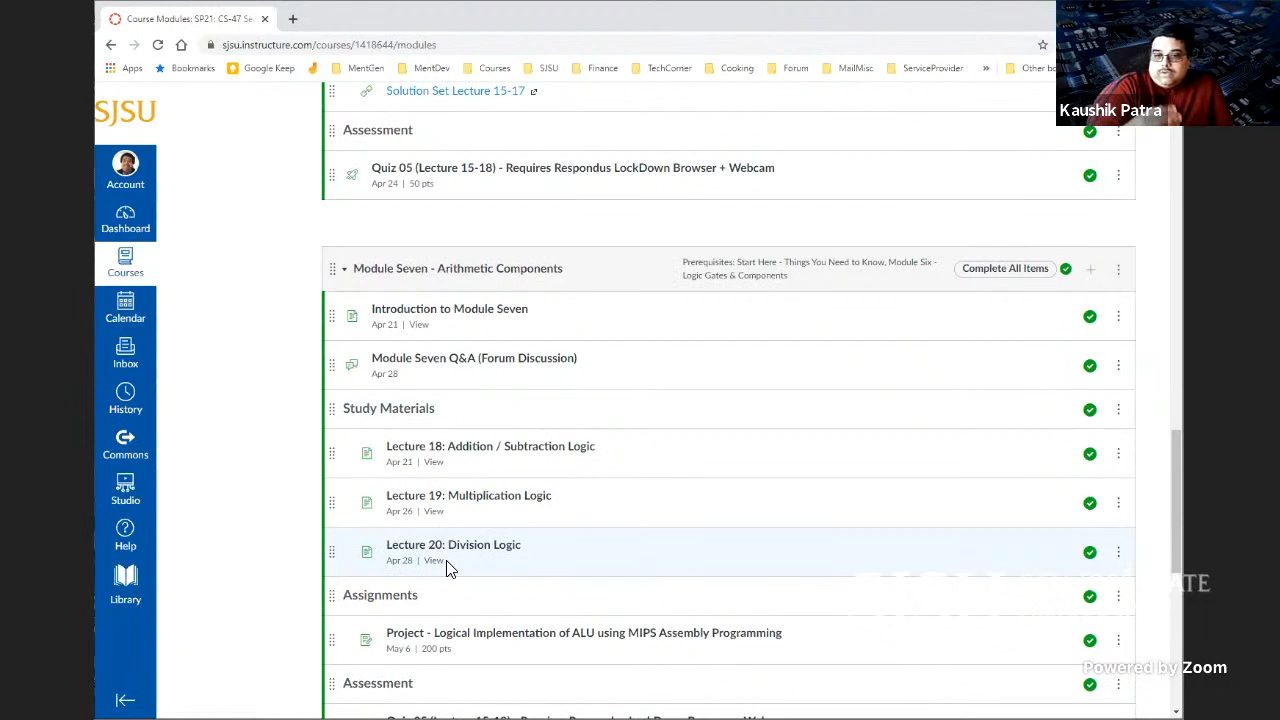 Course Modules: SP21: CS-47 Se
sjsu.instructure.com/courses/1418644/modules
Apps
Bookmarks
Google Keep
MentDev
Finance
TechCorner
MailMisc
»
Other bo
Kaushik Patra
SJSU
Account
Dashboard
Courses
Calendar
Inbox
History
Commons
Studio
Help
Library
Solution Set Lecture 15-17
Assessment
Quiz 05 (Lecture 15-18) - Requires Respondus LockDown Browser + Webcam
Apr 24 | 50 pts
Module Seven - Arithmetic Components
Prerequisites: Start Here - Things You Need to Know, Module Six -
Logic Gates & Components
Complete All Items
Introduction to Module Seven
Apr 21 | View
Module Seven Q&A (Forum Discussion)
Apr 28
Study Materials
Lecture 18: Addition / Subtraction Logic
Apr 21 | View
Lecture 19: Multiplication Logic
Apr 26 | View
Lecture 20: Division Logic
Apr 28 | View
Assignments
Project - Logical Implementation of ALU using MIPS Assembly Programming
May 6 | 200 pts
Assessment
Powered by Zoom